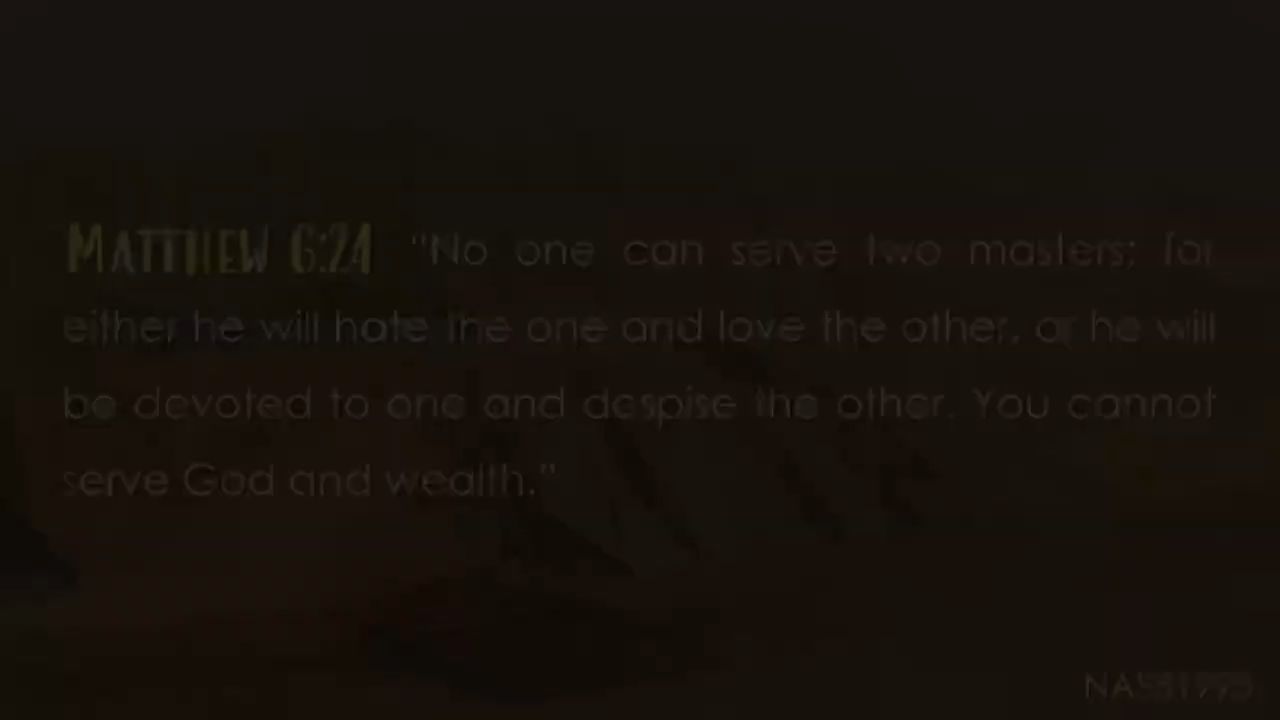 MATTHEW 6:24 "No one can serve two masters; for
either he will hate the one and love the other, or he will
be devoted to one and despise the other. You cannot
serve God and wealth."
NASB1995